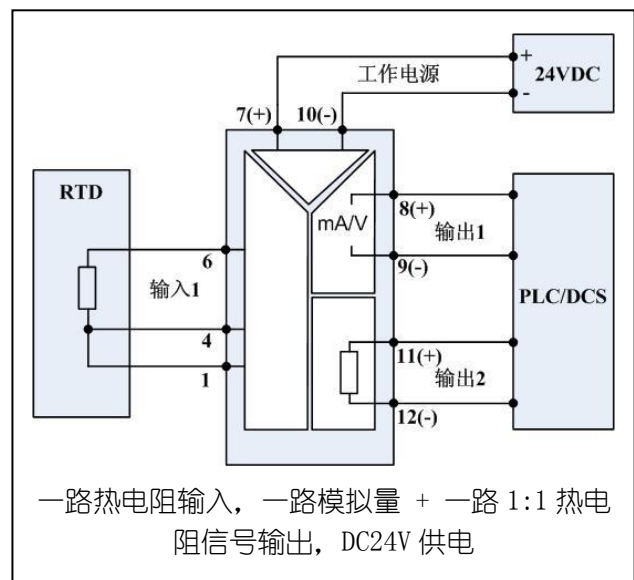 工作电源
+
24VDC
-
7(+)
10(-)
RTD
mA/V
8(+)
输出1
9(-)
6
输入1
4
1
PLC/DCS
11(+)
输出2
12(-)
一路热电阻输入，一路模拟量 + 一路 1:1 热电
阻信号输出，DC24V 供电